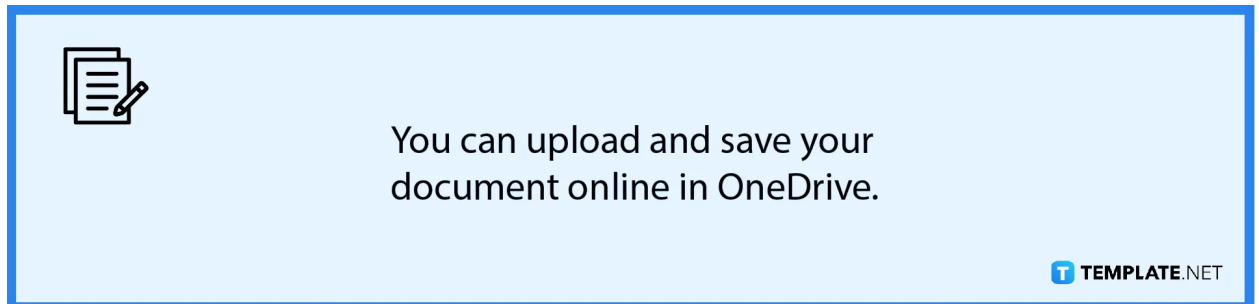 You can upload and save your
document online in OneDrive.
T TEMPLATE.NET